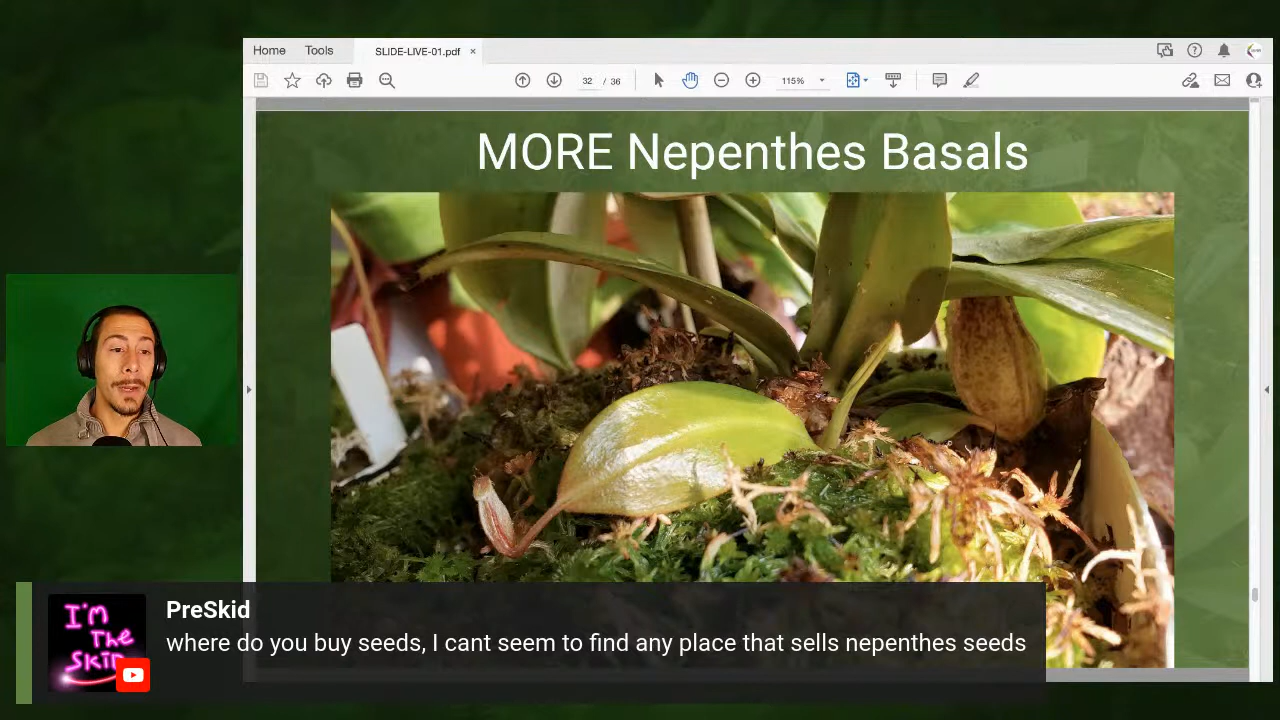 Home Tools SLIDE-LIVE-01.pdf ×
32 / 36 115%
MORE Nepenthes Basals
I'm
The
Skid
PreSkid
where do you buy seeds, I cant seem to find any place that sells nepenthes seeds